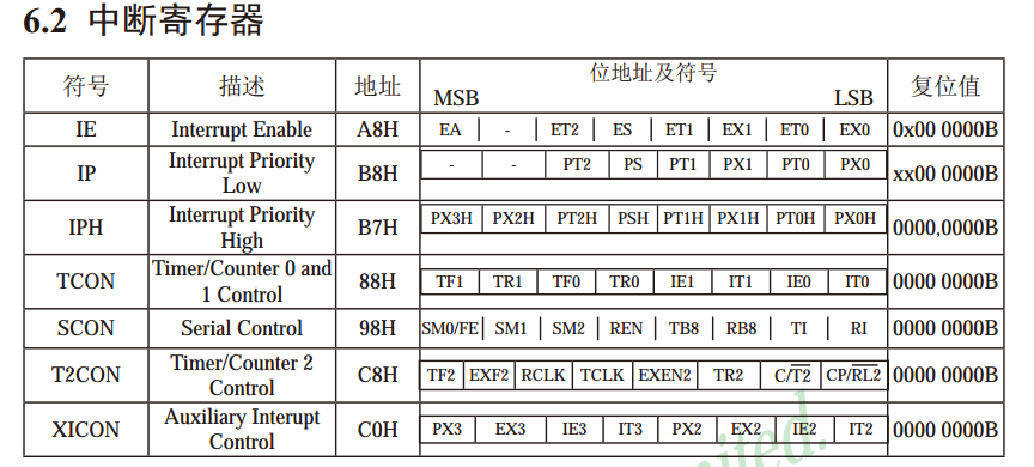 6.2 中断寄存器
符号 描述 地址 位地址及符号 复位值
MSB LSB
IE Interrupt Enable A8H EA - ET2 ES ET1 EX1 ET0 EX0 0x00 0000B
IP Interrupt Priority Low B8H - - PT2 PS PT1 PX1 PT0 PX0 xx00 0000B
IPH Interrupt Priority High B7H PX3H PX2H PT2H PSH PT1H PX1H PT0H PX0H 0000,0000B
TCON Timer/Counter 0 and 1 Control 88H TF1 TR1 TF0 TR0 IE1 IT1 IE0 IT0 0000 0000B
SCON Serial Control 98H SM0/FE SM1 SM2 REN TB8 RB8 TI RI 0000 0000B
T2CON Timer/Counter 2 Control C8H TF2 EXF2 RCLK TCLK EXEN2 TR2 C/T2 CP/RL2 0000 0000B
XICON Auxiliary Interupt Control C0H PX3 EX3 IE3 IT3 PX2 EX2 IE2 IT2 0000 0000B